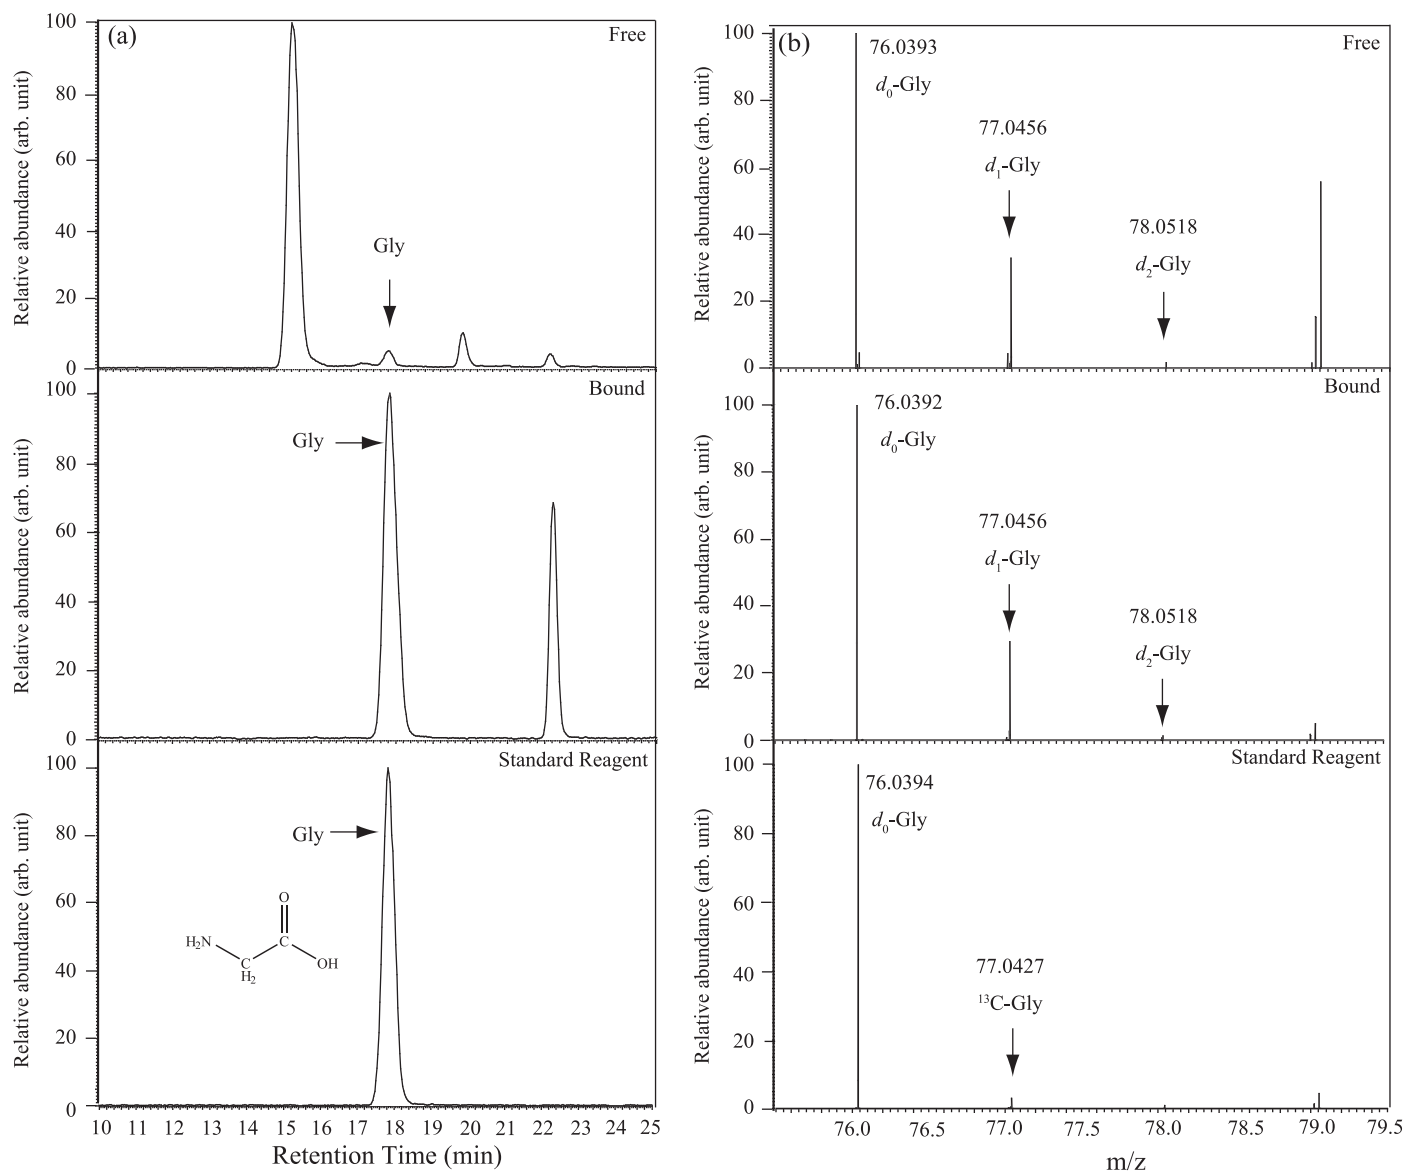 (a)
Free
100
80
60
40
20
0
Relative abundance (arb. unit)
Gly
Bound
100
80
60
40
20
0
Relative abundance (arb. unit)
Gly
Standard Reagent
100
80
60
40
20
0
Relative abundance (arb. unit)
Gly
O
H₂N
C
C
H₂
OH
10 11 12 13 14 15 16 17 18 19 20 21 22 23 24 25
Retention Time (min)
(b)
Free
100
80
60
40
20
0
Relative abundance (arb. unit)
76.0393
d₀-Gly
77.0456
d₁-Gly
78.0518
d₂-Gly
Bound
100
80
60
40
20
0
Relative abundance (arb. unit)
76.0392
d₀-Gly
77.0456
d₁-Gly
78.0518
d₂-Gly
Standard Reagent
100
80
60
40
20
0
Relative abundance (arb. unit)
76.0394
d₀-Gly
77.0427
¹³C-Gly
76.0 76.5 77.0 77.5 78.0 78.5 79.0 79.5
m/z